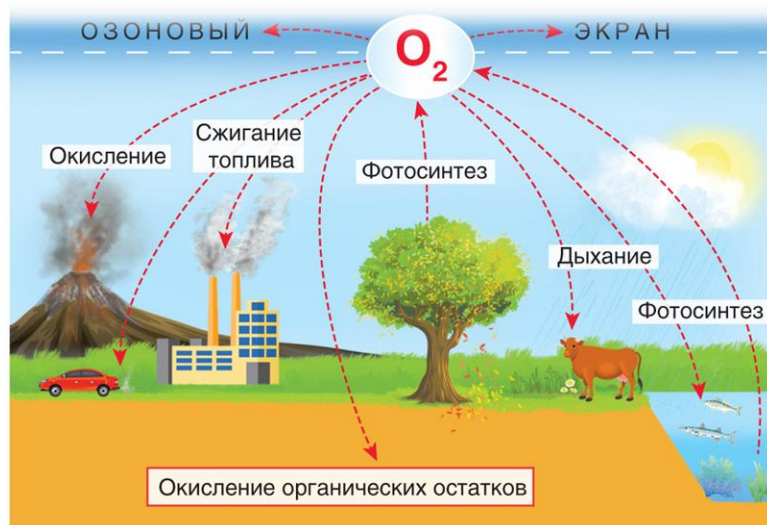 ОЗОНОВЫЙ ЭКРАН
O₂
Сжигание
топлива
Окисление
Фотосинтез
Дыхание
Фотосинтез
Окисление органических остатков